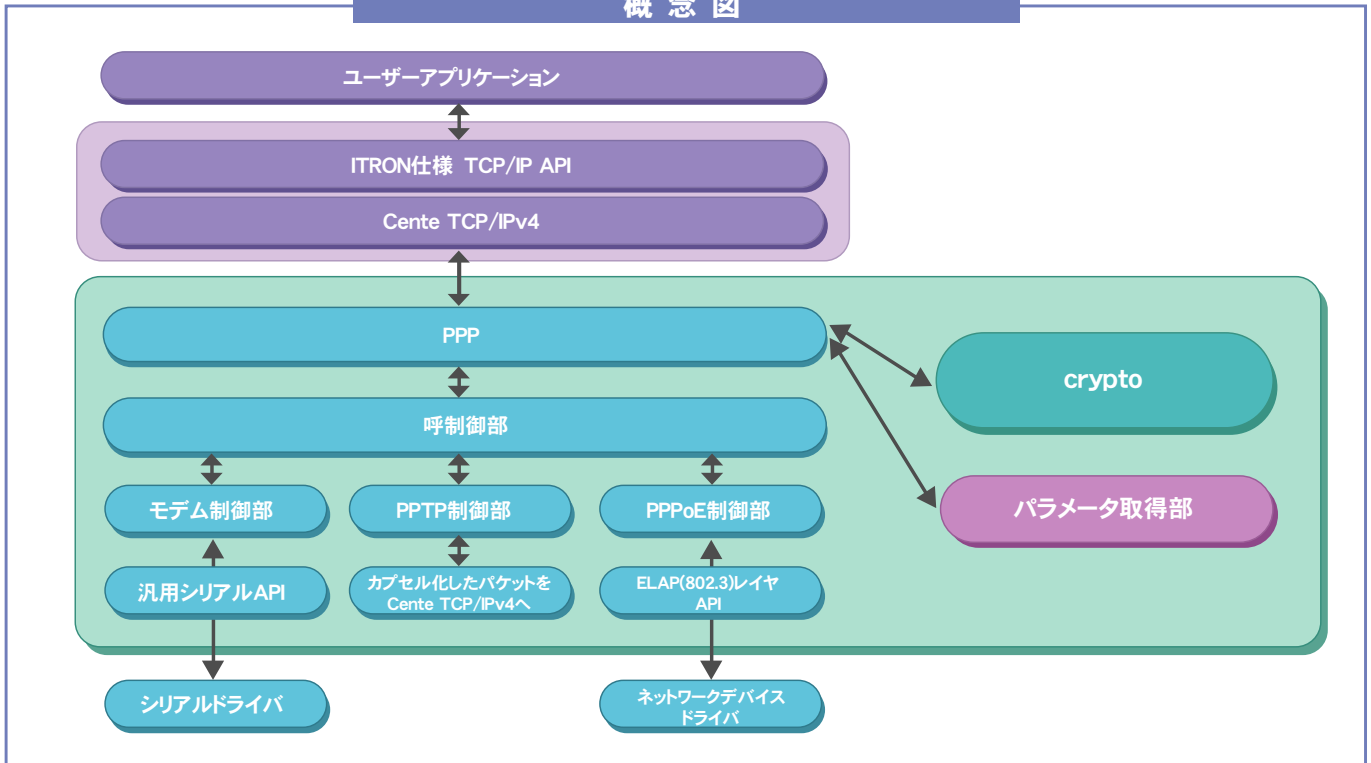 概念図
ユーザーアプリケーション
ITRON仕様 TCP/IP API
Cente TCP/IPv4
PPP
crypto
呼制御部
モデム制御部
PPTP制御部
PPPoE制御部
パラメータ取得部
汎用シリアルAPI
カプセル化したパケットを
Cente TCP/IPv4へ
ELAP(802.3)レイヤ
API
シリアルドライバ
ネットワークデバイス
ドライバ